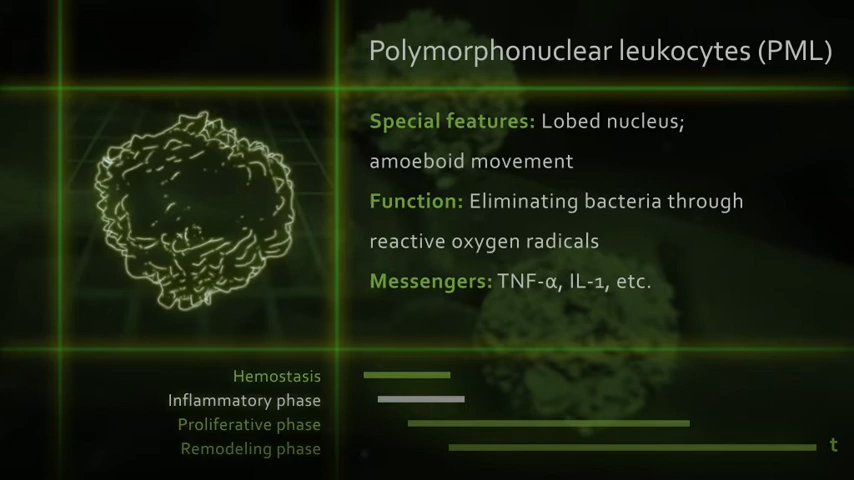 Polymorphonuclear leukocytes (PML)
Special features: Lobed nucleus;
amoeboid movement
Function: Eliminating bacteria through
reactive oxygen radicals
Messengers: TNF-α, IL-1, etc.
Hemostasis
Inflammatory phase
Proliferative phase
Remodeling phase
t